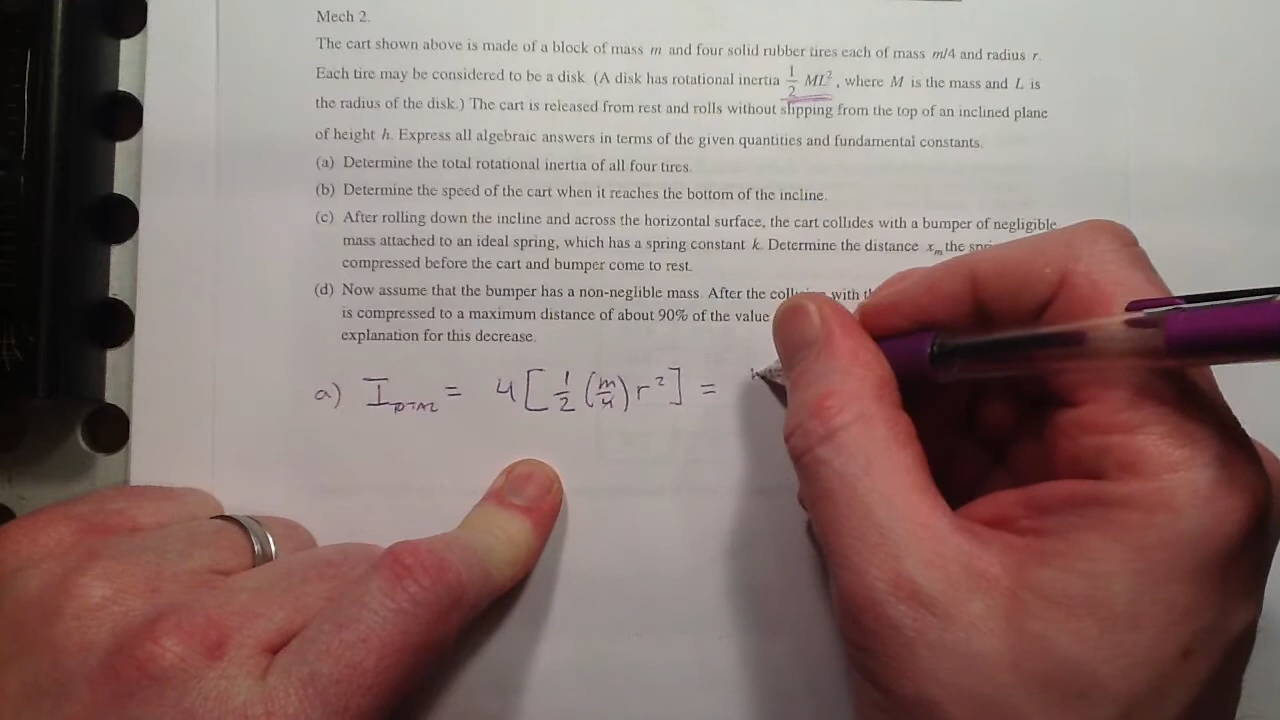 Mech 2.
The cart shown above is made of a block of mass m and four solid rubber tires each of mass m/4 and radius r.
Each tire may be considered to be a disk. (A disk has rotational inertia 1/2 ML², where M is the mass and L is
the radius of the disk.) The cart is released from rest and rolls without slipping from the top of an inclined plane
of height h. Express all algebraic answers in terms of the given quantities and fundamental constants.
(a) Determine the total rotational inertia of all four tires.
(b) Determine the speed of the cart when it reaches the bottom of the incline.
(c) After rolling down the incline and across the horizontal surface, the cart collides with a bumper of negligible
mass attached to an ideal spring, which has a spring constant k. Determine the distance xₘ the
compressed before the cart and bumper come to rest.
(d) Now assume that the bumper has a non-neglible mass. After the with
is compressed to a maximum distance of about 90% of the value
explanation for this decrease.
a) I_TOTAL = 4[1/2(m/4)r²] =